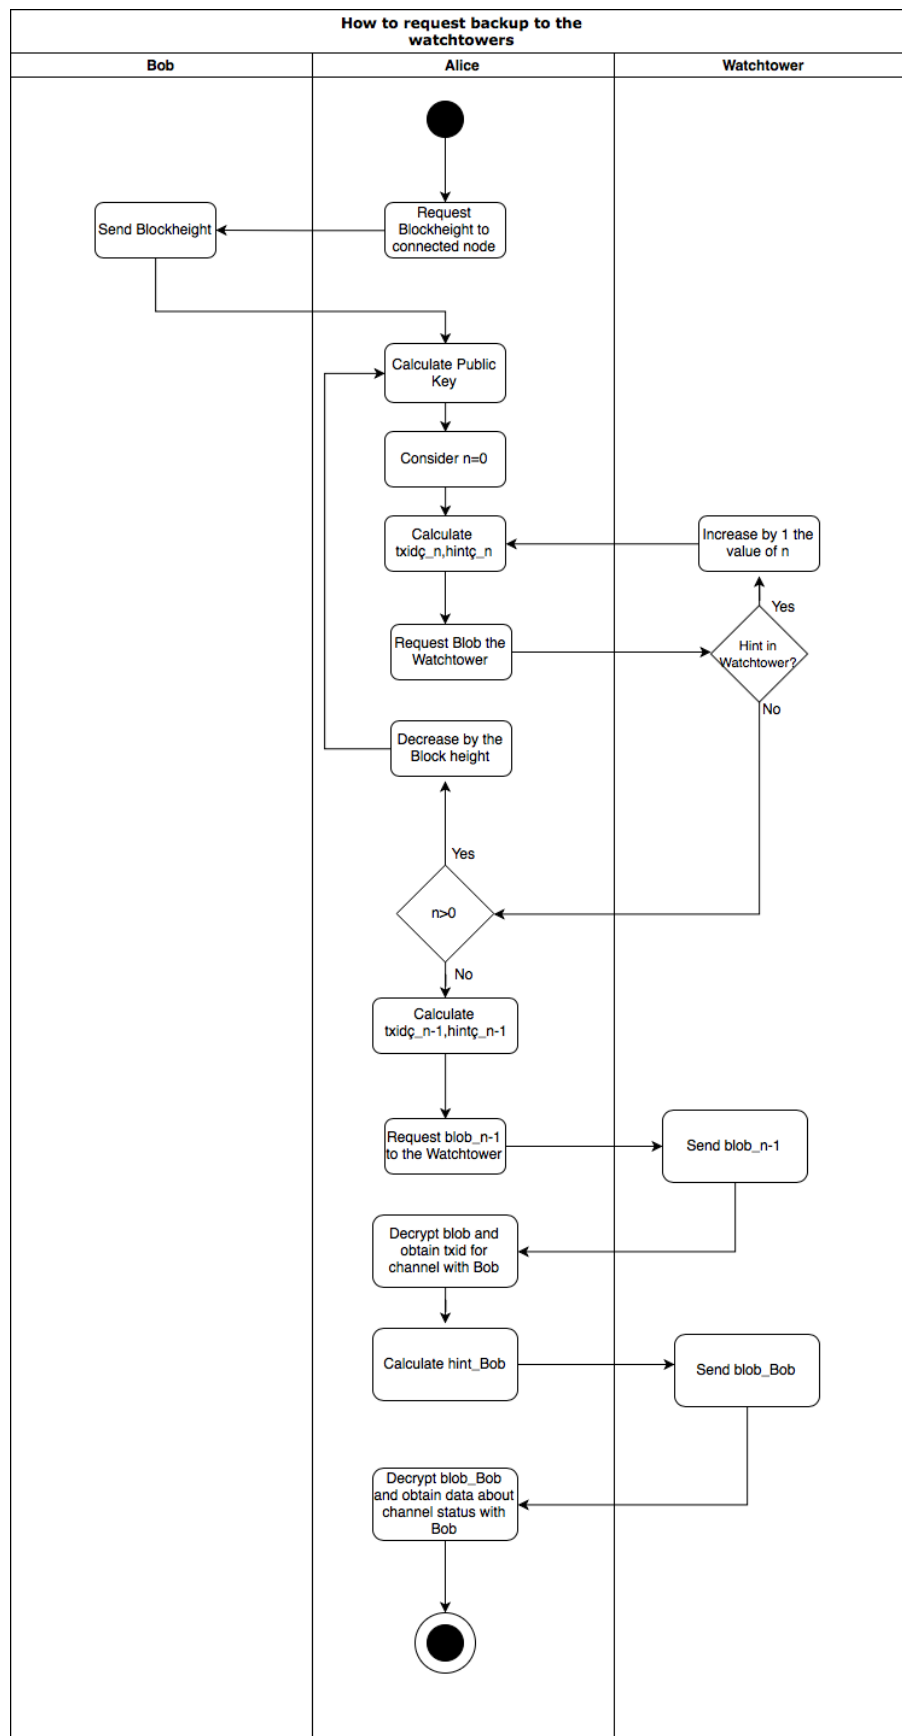 How to request backup to the
watchtowers
Bob
Alice
Watchtower
Request
Blockheight to
connected node
Send Blockheight
Calculate Public
Key
Consider n=0
Calculate
txidç_n,hintç_n
Increase by 1 the
value of n
Yes
Request Blob the
Watchtower
Hint in
Watchtower?
No
Decrease by the
Block height
Yes
n>0
No
Calculate
txidç_n-1,hintç_n-1
Request blob_n-1
to the Watchtower
Send blob_n-1
Decrypt blob and
obtain txid for
channel with Bob
Calculate hint_Bob
Send blob_Bob
Decrypt blob_Bob
and obtain data about
channel status with
Bob